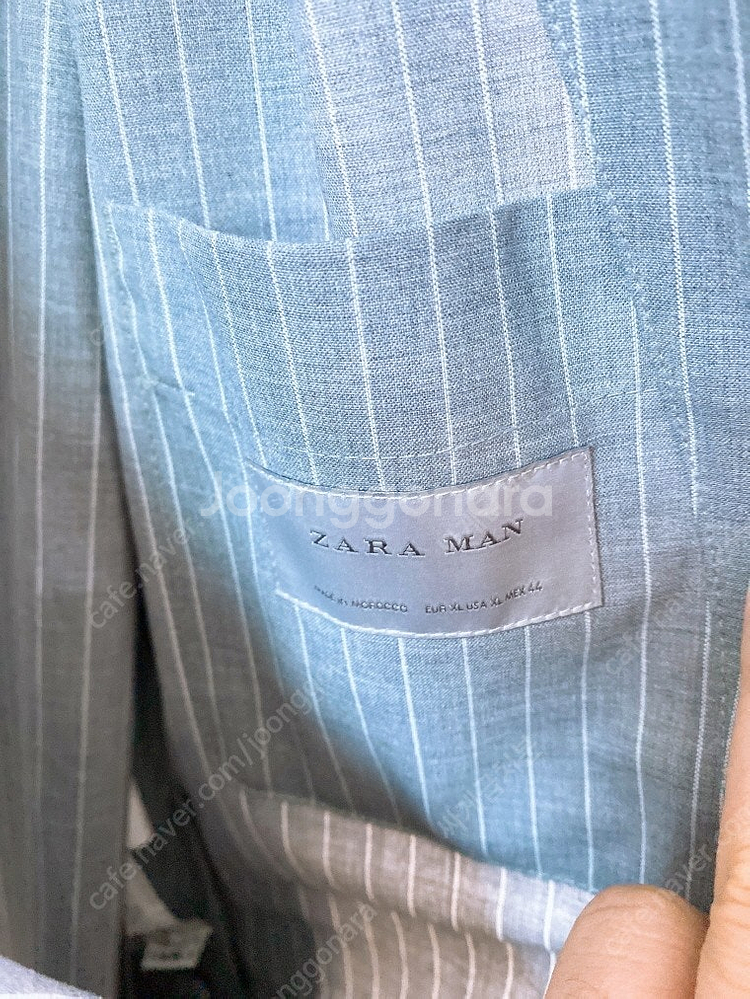 Joonggonara
ZARA MAN
MADE IN MOROCCO EUR XL USA XL MEX 44
cafe.naver.com/joonggonara